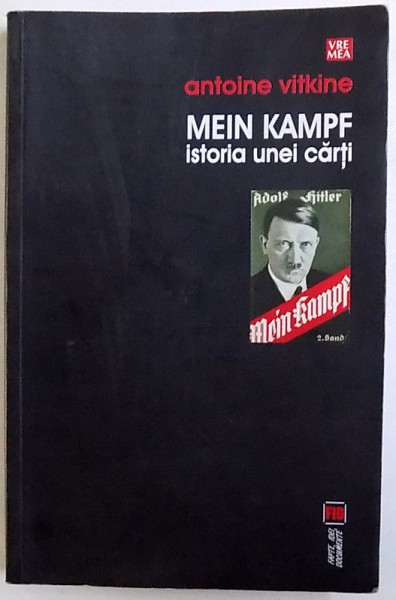 VRE
MEA
antoine vitkine
MEIN KAMPF
istoria unei cărți
Adolf Hitler
Mein Kampf
2. Band
FID
FAPTE, IDEI,
DOCUMENTE